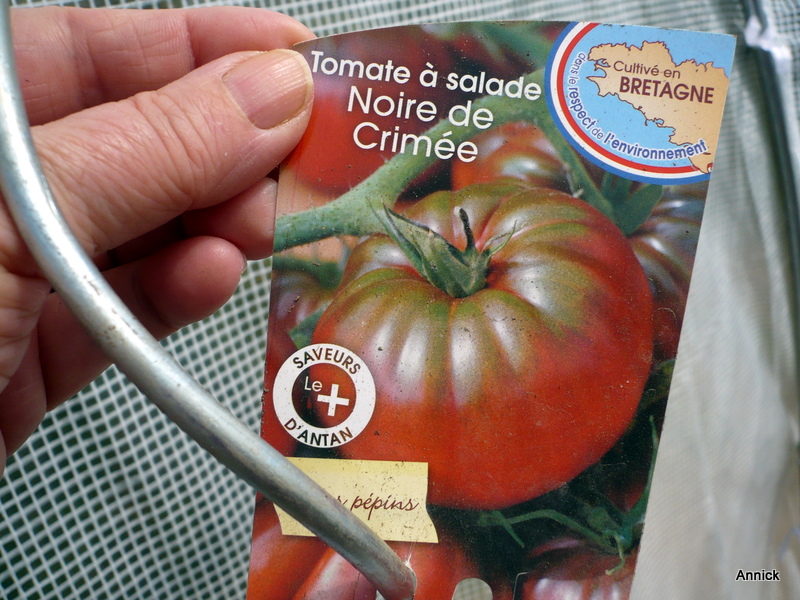 Tomate à salade
Noire de
Crimée
Cultivé en
BRETAGNE
dans le respect de l'environnement
SAVEURS
Le +
D'ANTAN
pépins
Annick